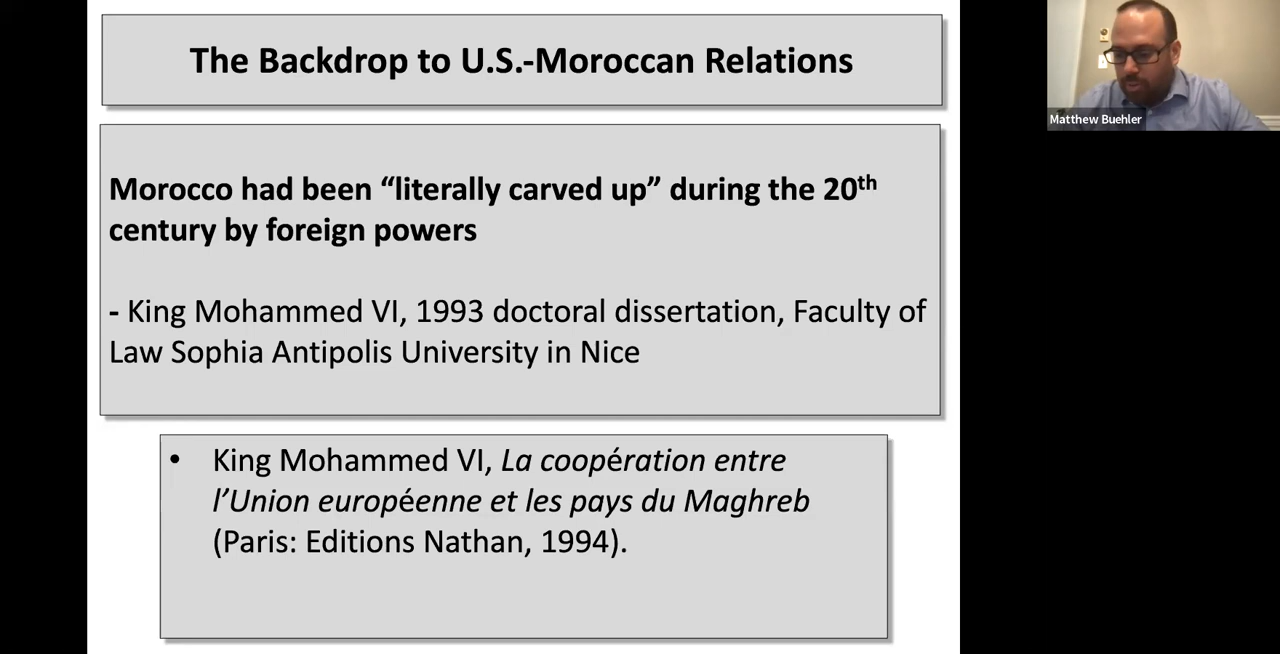 The Backdrop to U.S.-Moroccan Relations
Matthew Buehler
Morocco had been “literally carved up” during the 20th
century by foreign powers
- King Mohammed VI, 1993 doctoral dissertation, Faculty of
Law Sophia Antipolis University in Nice
• King Mohammed VI, La coopération entre
l’Union européenne et les pays du Maghreb
(Paris: Editions Nathan, 1994).